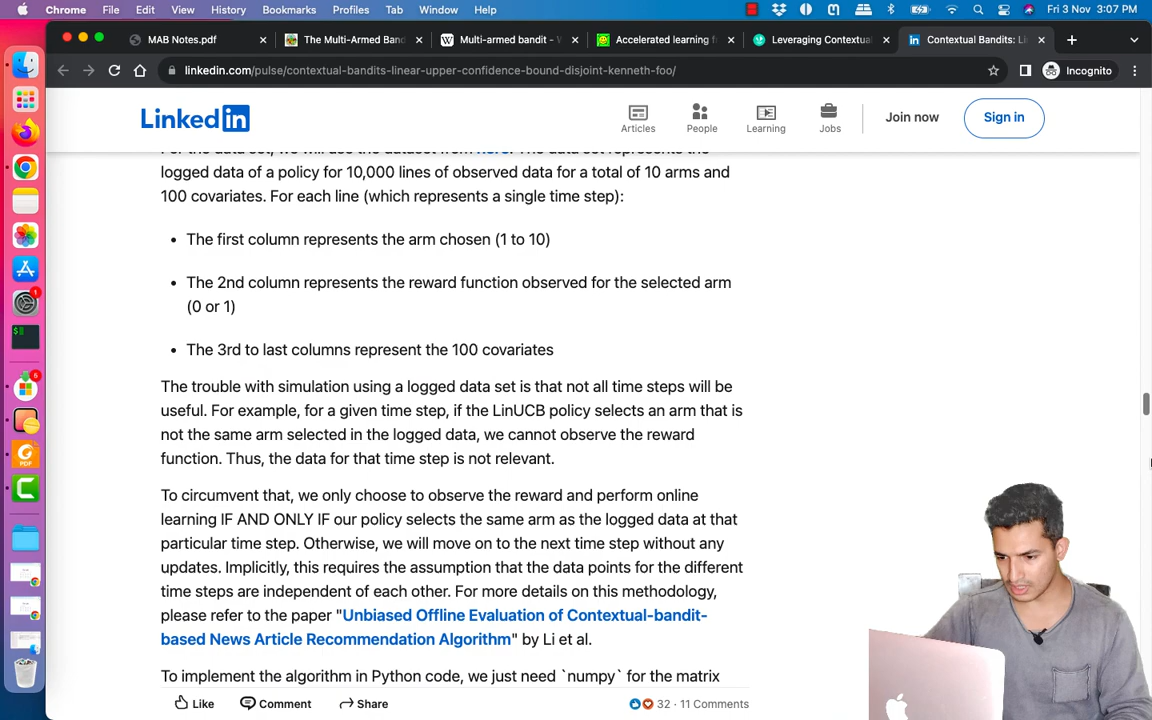 Chrome File Edit View History Bookmarks Profiles Tab Window Help Fri 3 Nov 3:07 PM
MAB Notes.pdf The Multi-Armed Band Multi-armed bandit - W Accelerated learning f Leveraging Contextual Contextual Bandits: Li
linkedin.com/pulse/contextual-bandits-linear-upper-confidence-bound-disjoint-kenneth-foo/ Incognito
LinkedIn Articles People Learning Jobs Join now Sign in
For the data set, we will use the dataset from here. The data set represents the
logged data of a policy for 10,000 lines of observed data for a total of 10 arms and
100 covariates. For each line (which represents a single time step):
• The first column represents the arm chosen (1 to 10)
• The 2nd column represents the reward function observed for the selected arm
(0 or 1)
• The 3rd to last columns represent the 100 covariates
The trouble with simulation using a logged data set is that not all time steps will be
useful. For example, for a given time step, if the LinUCB policy selects an arm that is
not the same arm selected in the logged data, we cannot observe the reward
function. Thus, the data for that time step is not relevant.
To circumvent that, we only choose to observe the reward and perform online
learning IF AND ONLY IF our policy selects the same arm as the logged data at that
particular time step. Otherwise, we will move on to the next time step without any
updates. Implicitly, this requires the assumption that the data points for the different
time steps are independent of each other. For more details on this methodology,
please refer to the paper "Unbiased Offline Evaluation of Contextual-bandit-
based News Article Recommendation Algorithm" by Li et al.
To implement the algorithm in Python code, we just need `numpy` for the matrix
Like Comment Share 32 · 11 Comments